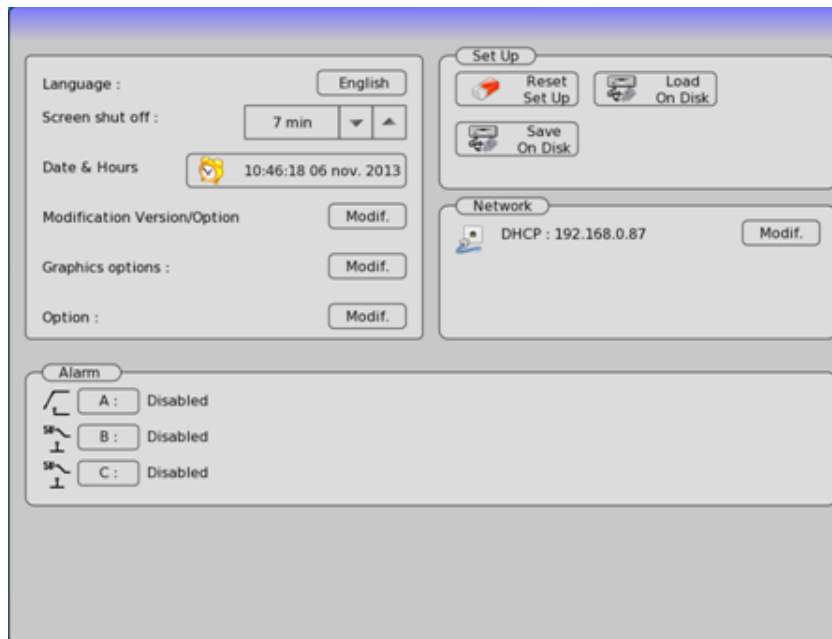 Language :
English
Screen shut off :
7 min
Date & Hours
10:46:18 06 nov. 2013
Modification Version/Option
Modif.
Graphics options :
Modif.
Option :
Modif.
Set Up
Reset
Set Up
Load
On Disk
Save
On Disk
Network
DHCP : 192.168.0.87
Modif.
Alarm
A :
Disabled
SB
B :
Disabled
SB
C :
Disabled